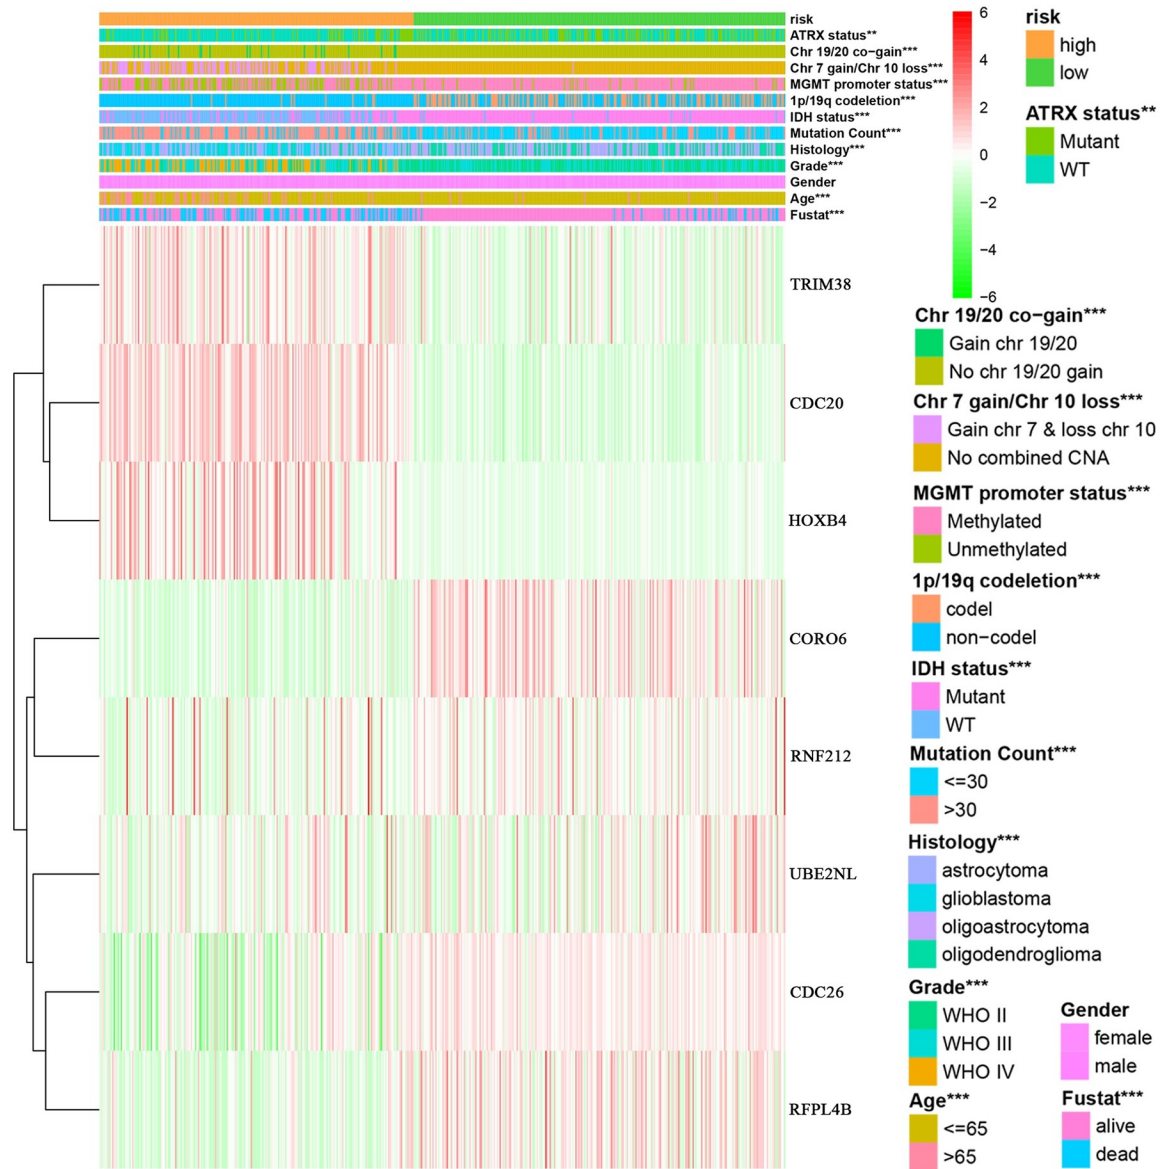 risk
ATRX status**
Chr 19/20 co-gain***
Chr 7 gain/Chr 10 loss***
MGMT promoter status***
1p/19q codeletion***
IDH status***
Mutation Count***
Histology***
Grade***
Gender
Age***
Fustat***
TRIM38
CDC20
HOXB4
CORO6
RNF212
UBE2NL
CDC26
RFPL4B
6
4
2
0
−2
−4
−6
risk
high
low
ATRX status**
Mutant
WT
Chr 19/20 co−gain***
Gain chr 19/20
No chr 19/20 gain
Chr 7 gain/Chr 10 loss***
Gain chr 7 & loss chr 10
No combined CNA
MGMT promoter status***
Methylated
Unmethylated
1p/19q codeletion***
codel
non−codel
IDH status***
Mutant
WT
Mutation Count***
<=30
>30
Histology***
astrocytoma
glioblastoma
oligoastrocytoma
oligodendroglioma
Grade***
WHO II
WHO III
WHO IV
Age***
<=65
>65
Gender
female
male
Fustat***
alive
dead